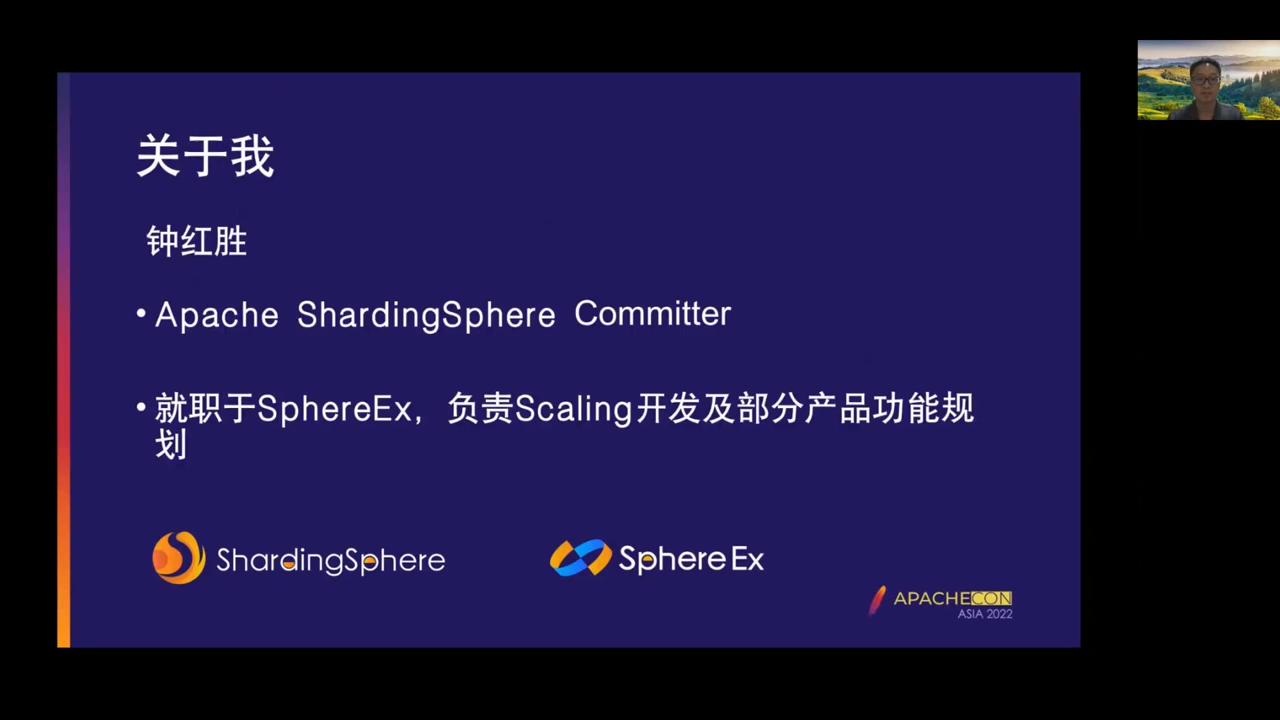 关于我
钟红胜
•Apache ShardingSphere Committer
•就职于SphereEx，负责Scaling开发及部分产品功能规
划
ShardingSphere
SphereEx
APACHECON
ASIA 2022